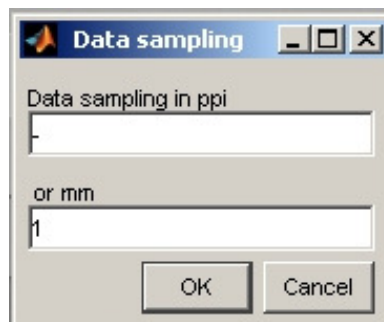 Data sampling
Data sampling in ppi
-
or mm
1
OK Cancel